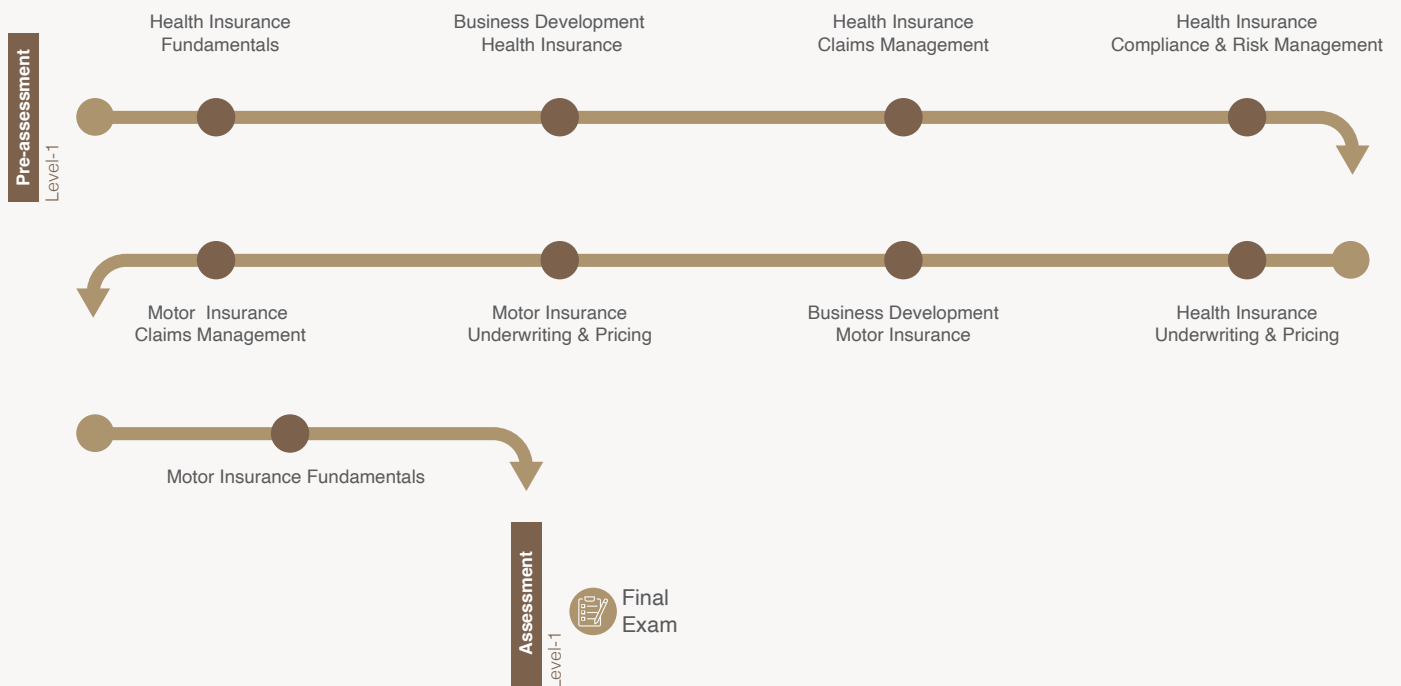 Pre-assessment
Level-1
Health Insurance
Fundamentals
Business Development
Health Insurance
Health Insurance
Claims Management
Health Insurance
Compliance & Risk Management
Motor Insurance
Claims Management
Motor Insurance
Underwriting & Pricing
Business Development
Motor Insurance
Health Insurance
Underwriting & Pricing
Motor Insurance Fundamentals
Assessment
Level-1
Final
Exam